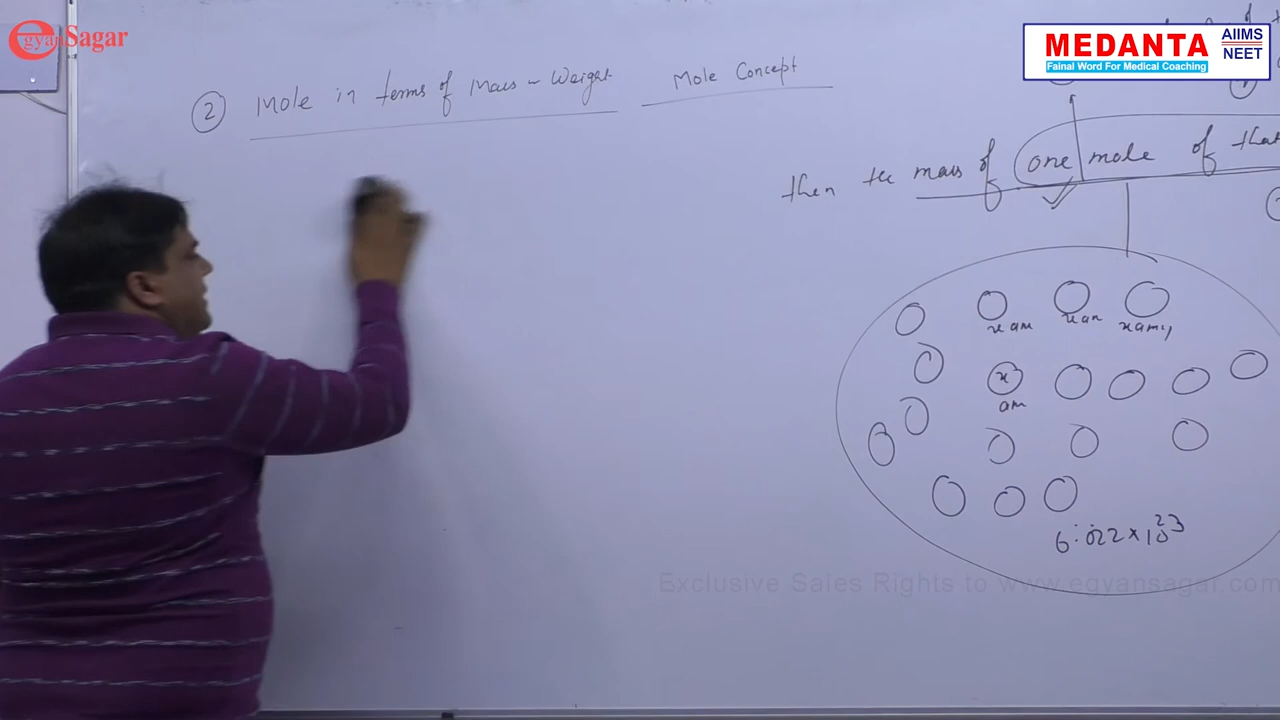 egyanSagar
MEDANTA AIIMS NEET
Fainal Word For Medical Coaching
② Mole in terms of Mass - Weight Mole Concept
then the mass of one mole of that
x am x am x amu
x
am
6.022 x 10^23
Exclusive Sales Rights to www.egyansagar.com